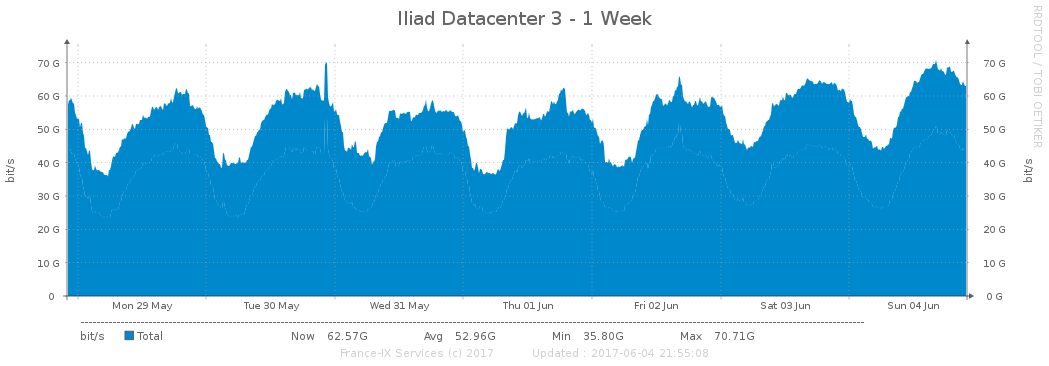 Iliad Datacenter 3 - 1 Week
RRDTOOL / TOBI OETIKER
bit/s
70 G 70 G
60 G 60 G
50 G 50 G
40 G 40 G
30 G 30 G
20 G 20 G
10 G 10 G
0 0 G
bit/s
Mon 29 May Tue 30 May Wed 31 May Thu 01 Jun Fri 02 Jun Sat 03 Jun Sun 04 Jun
bit/s Total Now 62.57G Avg 52.96G Min 35.80G Max 70.71G
France-IX Services (c) 2017 Updated : 2017-06-04 21:55:08